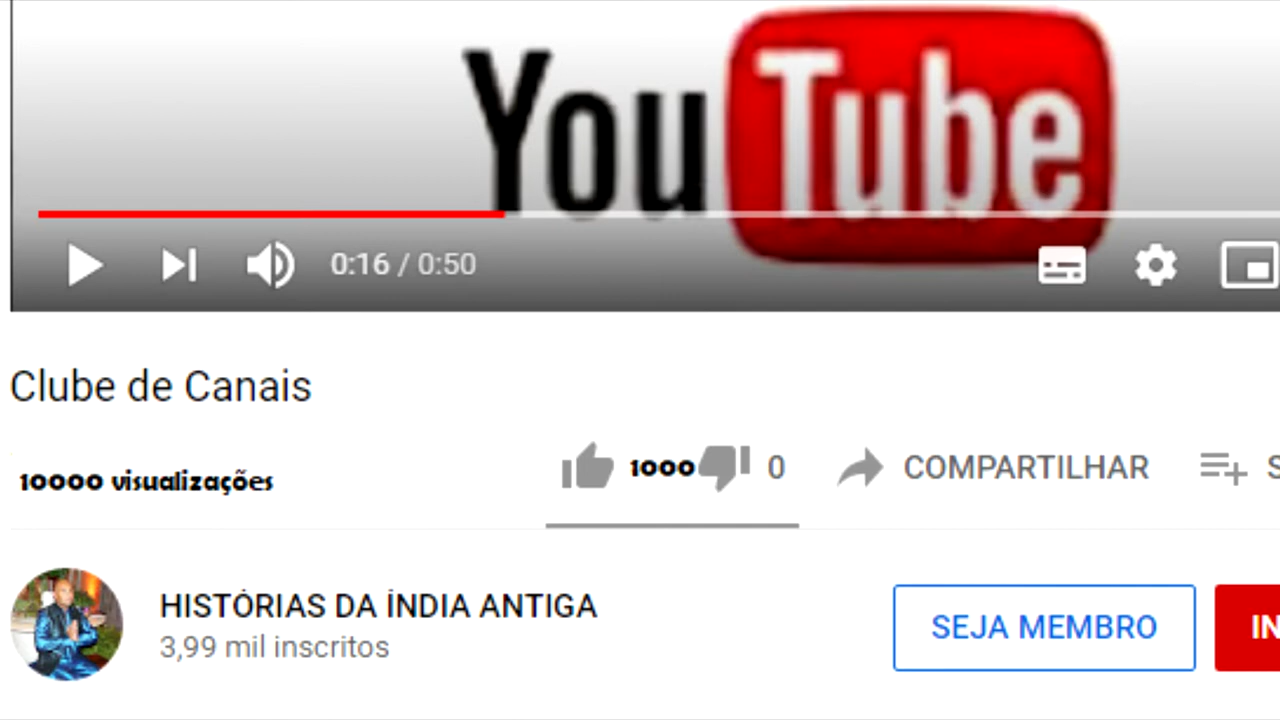 YouTube
0:16 / 0:50
Clube de Canais
10000 visualizações
1000 0 COMPARTILHAR
HISTÓRIAS DA ÍNDIA ANTIGA
3,99 mil inscritos
SEJA MEMBRO